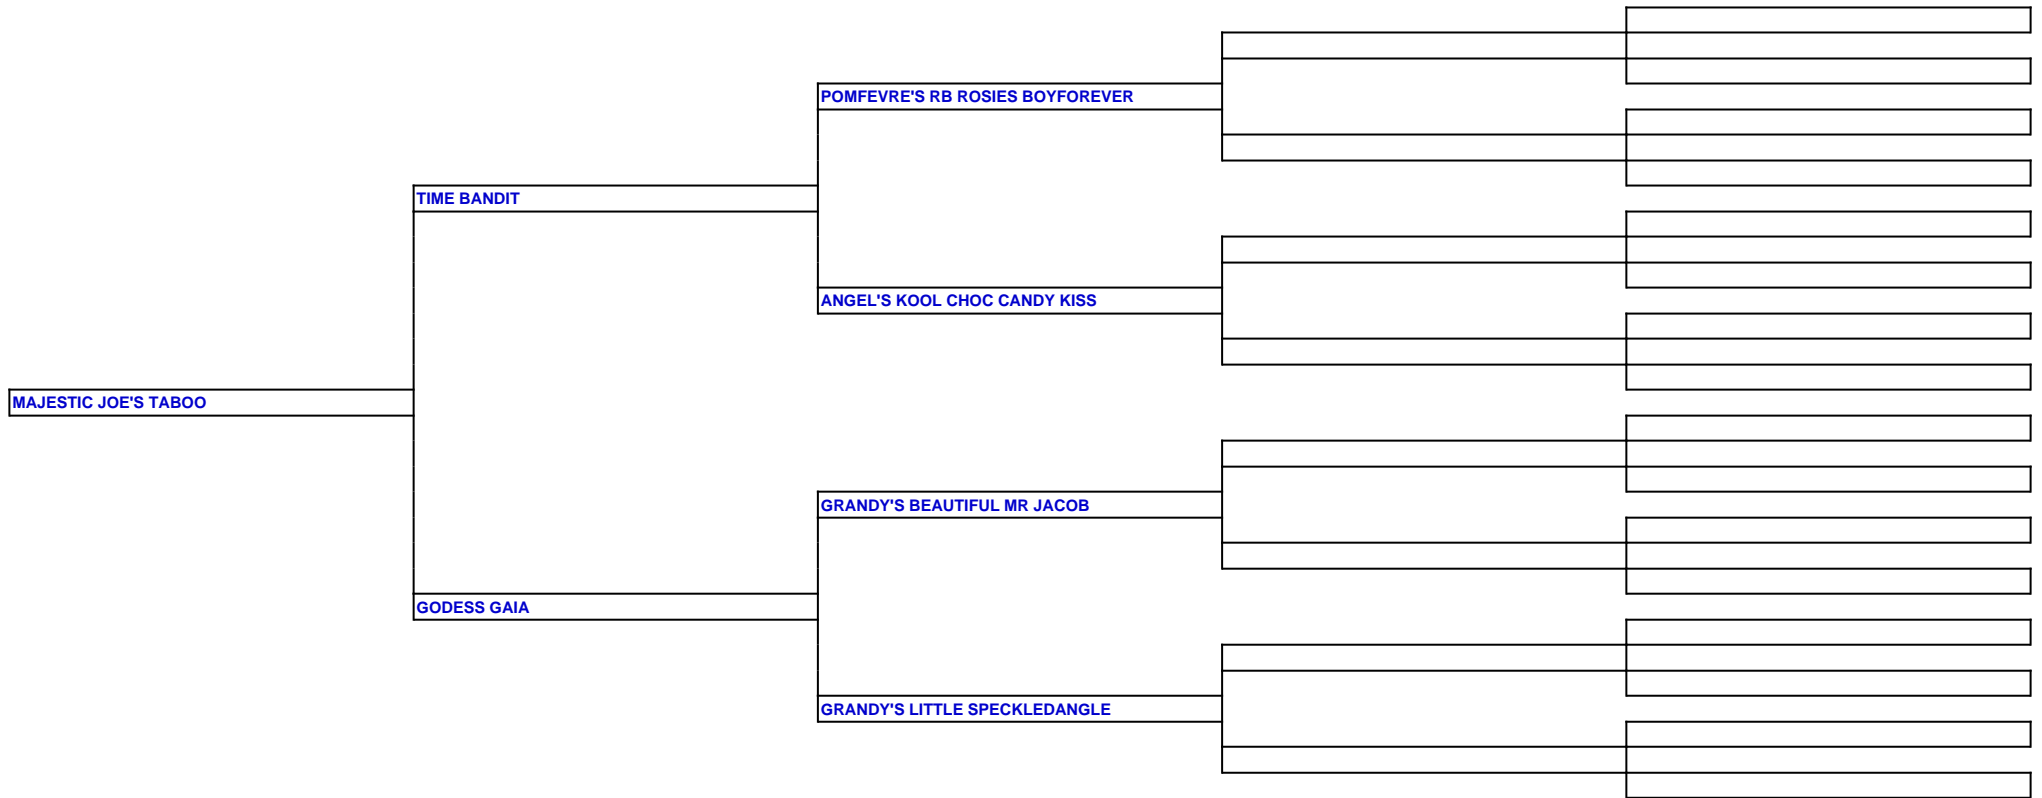 POMFEVRE'S RB ROSIES BOYFOREVER
TIME BANDIT
ANGEL'S KOOL CHOC CANDY KISS
MAJESTIC JOE'S TABOO
GRANDY'S BEAUTIFUL MR JACOB
GODESS GAIA
GRANDY'S LITTLE SPECKLEDANGLE